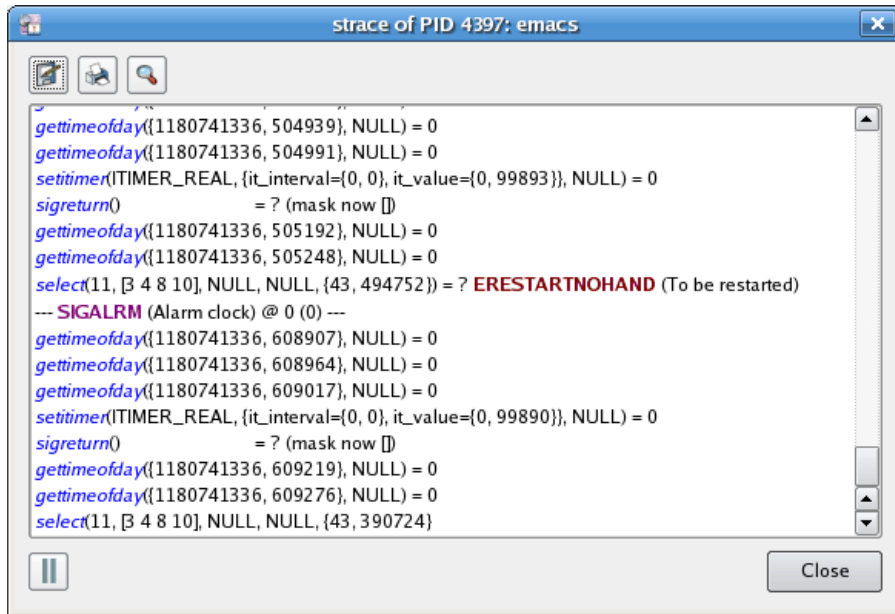 strace of PID 4397: emacs
gettimeofday({1180741336, 504939}, NULL) = 0
gettimeofday({1180741336, 504991}, NULL) = 0
setitimer(ITIMER_REAL, {it_interval={0, 0}, it_value={0, 99893}}, NULL) = 0
sigreturn() = ? (mask now [])
gettimeofday({1180741336, 505192}, NULL) = 0
gettimeofday({1180741336, 505248}, NULL) = 0
select(11, [3 4 8 10], NULL, NULL, {43, 494752}) = ? ERESTARTNOHAND (To be restarted)
--- SIGALRM (Alarm clock) @ 0 (0) ---
gettimeofday({1180741336, 608907}, NULL) = 0
gettimeofday({1180741336, 608964}, NULL) = 0
gettimeofday({1180741336, 609017}, NULL) = 0
setitimer(ITIMER_REAL, {it_interval={0, 0}, it_value={0, 99890}}, NULL) = 0
sigreturn() = ? (mask now [])
gettimeofday({1180741336, 609219}, NULL) = 0
gettimeofday({1180741336, 609276}, NULL) = 0
select(11, [3 4 8 10], NULL, NULL, {43, 390724}
Close